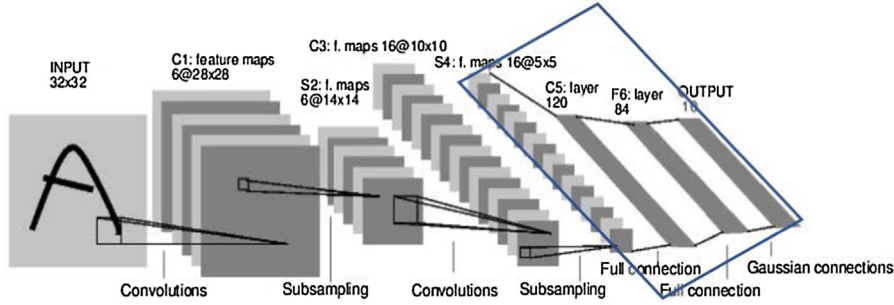 INPUT
32x32
C1: feature maps
6@28x28
C3: f. maps 16@10x10
S2: f. maps
6@14x14
S4: f. maps 16@5x5
C5: layer
120
F6: layer
84
OUTPUT
10
Convolutions
Subsampling
Convolutions
Subsampling
Full connection
Full connection
Gaussian connections